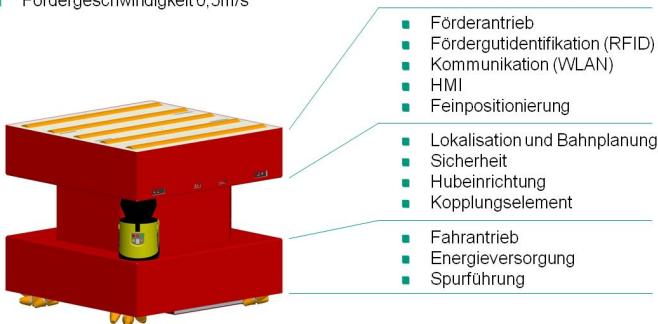 Fördergeschwindigkeit 0,5m/s
Förderantrieb
Fördergutidentifikation (RFID)
Kommunikation (WLAN)
HMI
Feinpositionierung
Lokalisation und Bahnplanung
Sicherheit
Hubeinrichtung
Kopplungselement
Fahrantrieb
Energieversorgung
Spurführung